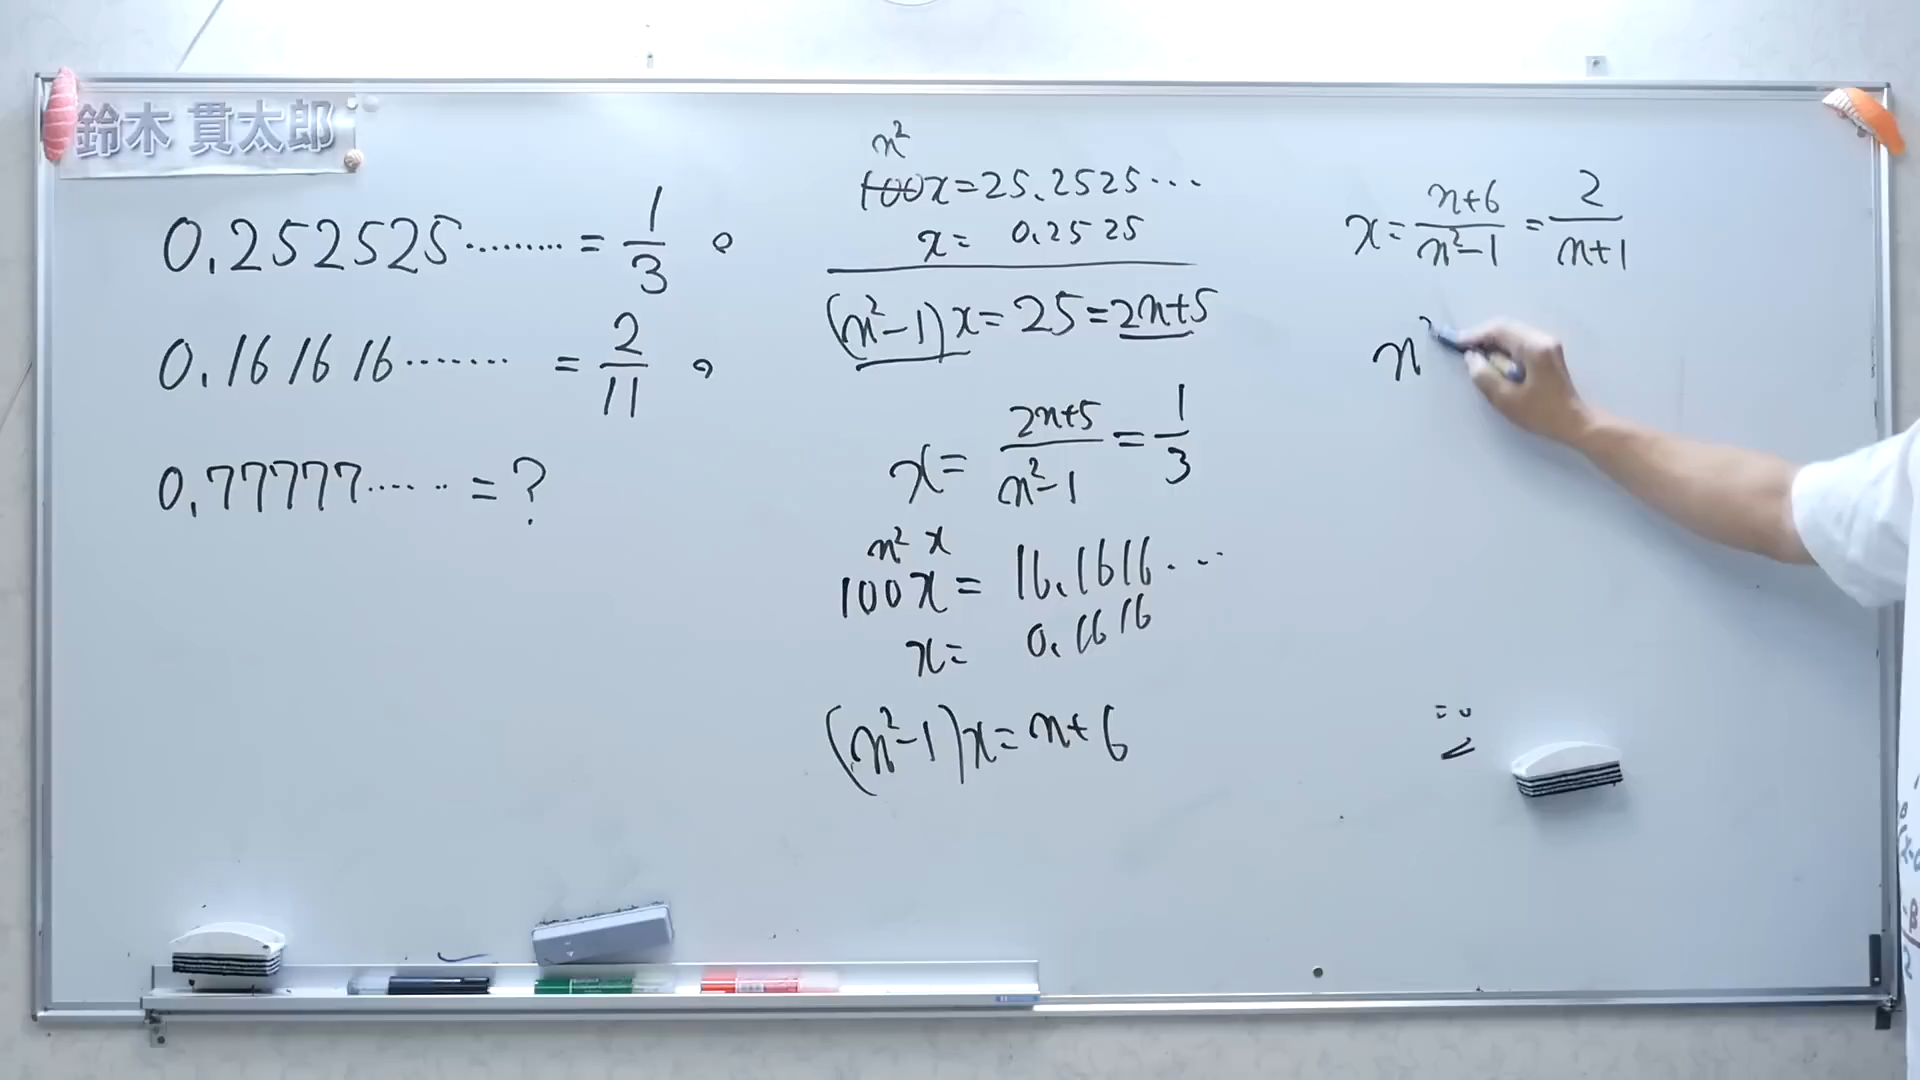 鈴木 貫太郎
0.252525……… = 1/3 。
0.161616……. = 2/11 ,
0.77777…. .. = ?
n²
100x=25.2525…
x= 0.2525
(n²-1)x=25=2n+5
x= 2n+5/n²-1 = 1/3
n² x
100x= 16.1616…
x= 0.1616
(n²-1)x=n+6
x= n+6/n²-1 = 2/n+1
n²